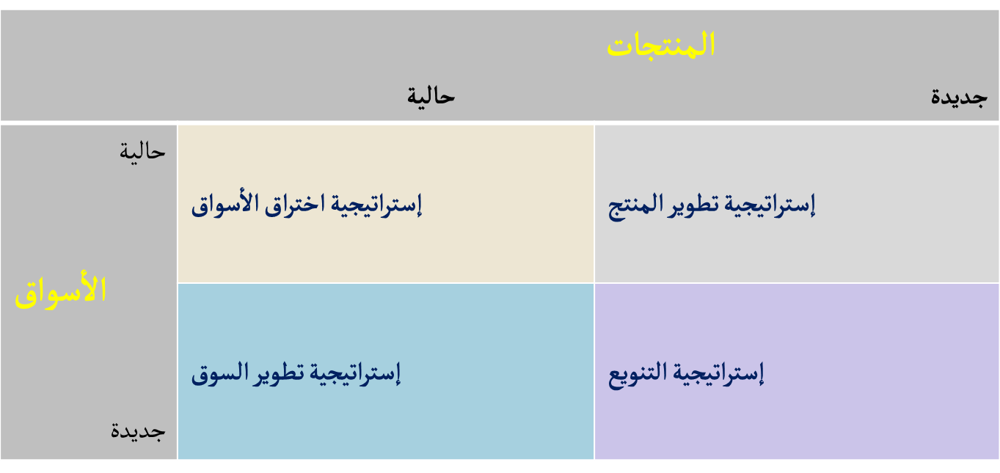 المنتجات
حالية
جديدة
حالية
إستراتيجية اختراق الأسواق
إستراتيجية تطوير المنتج
الأسواق
إستراتيجية تطوير السوق
إستراتيجية التنويع
جديدة